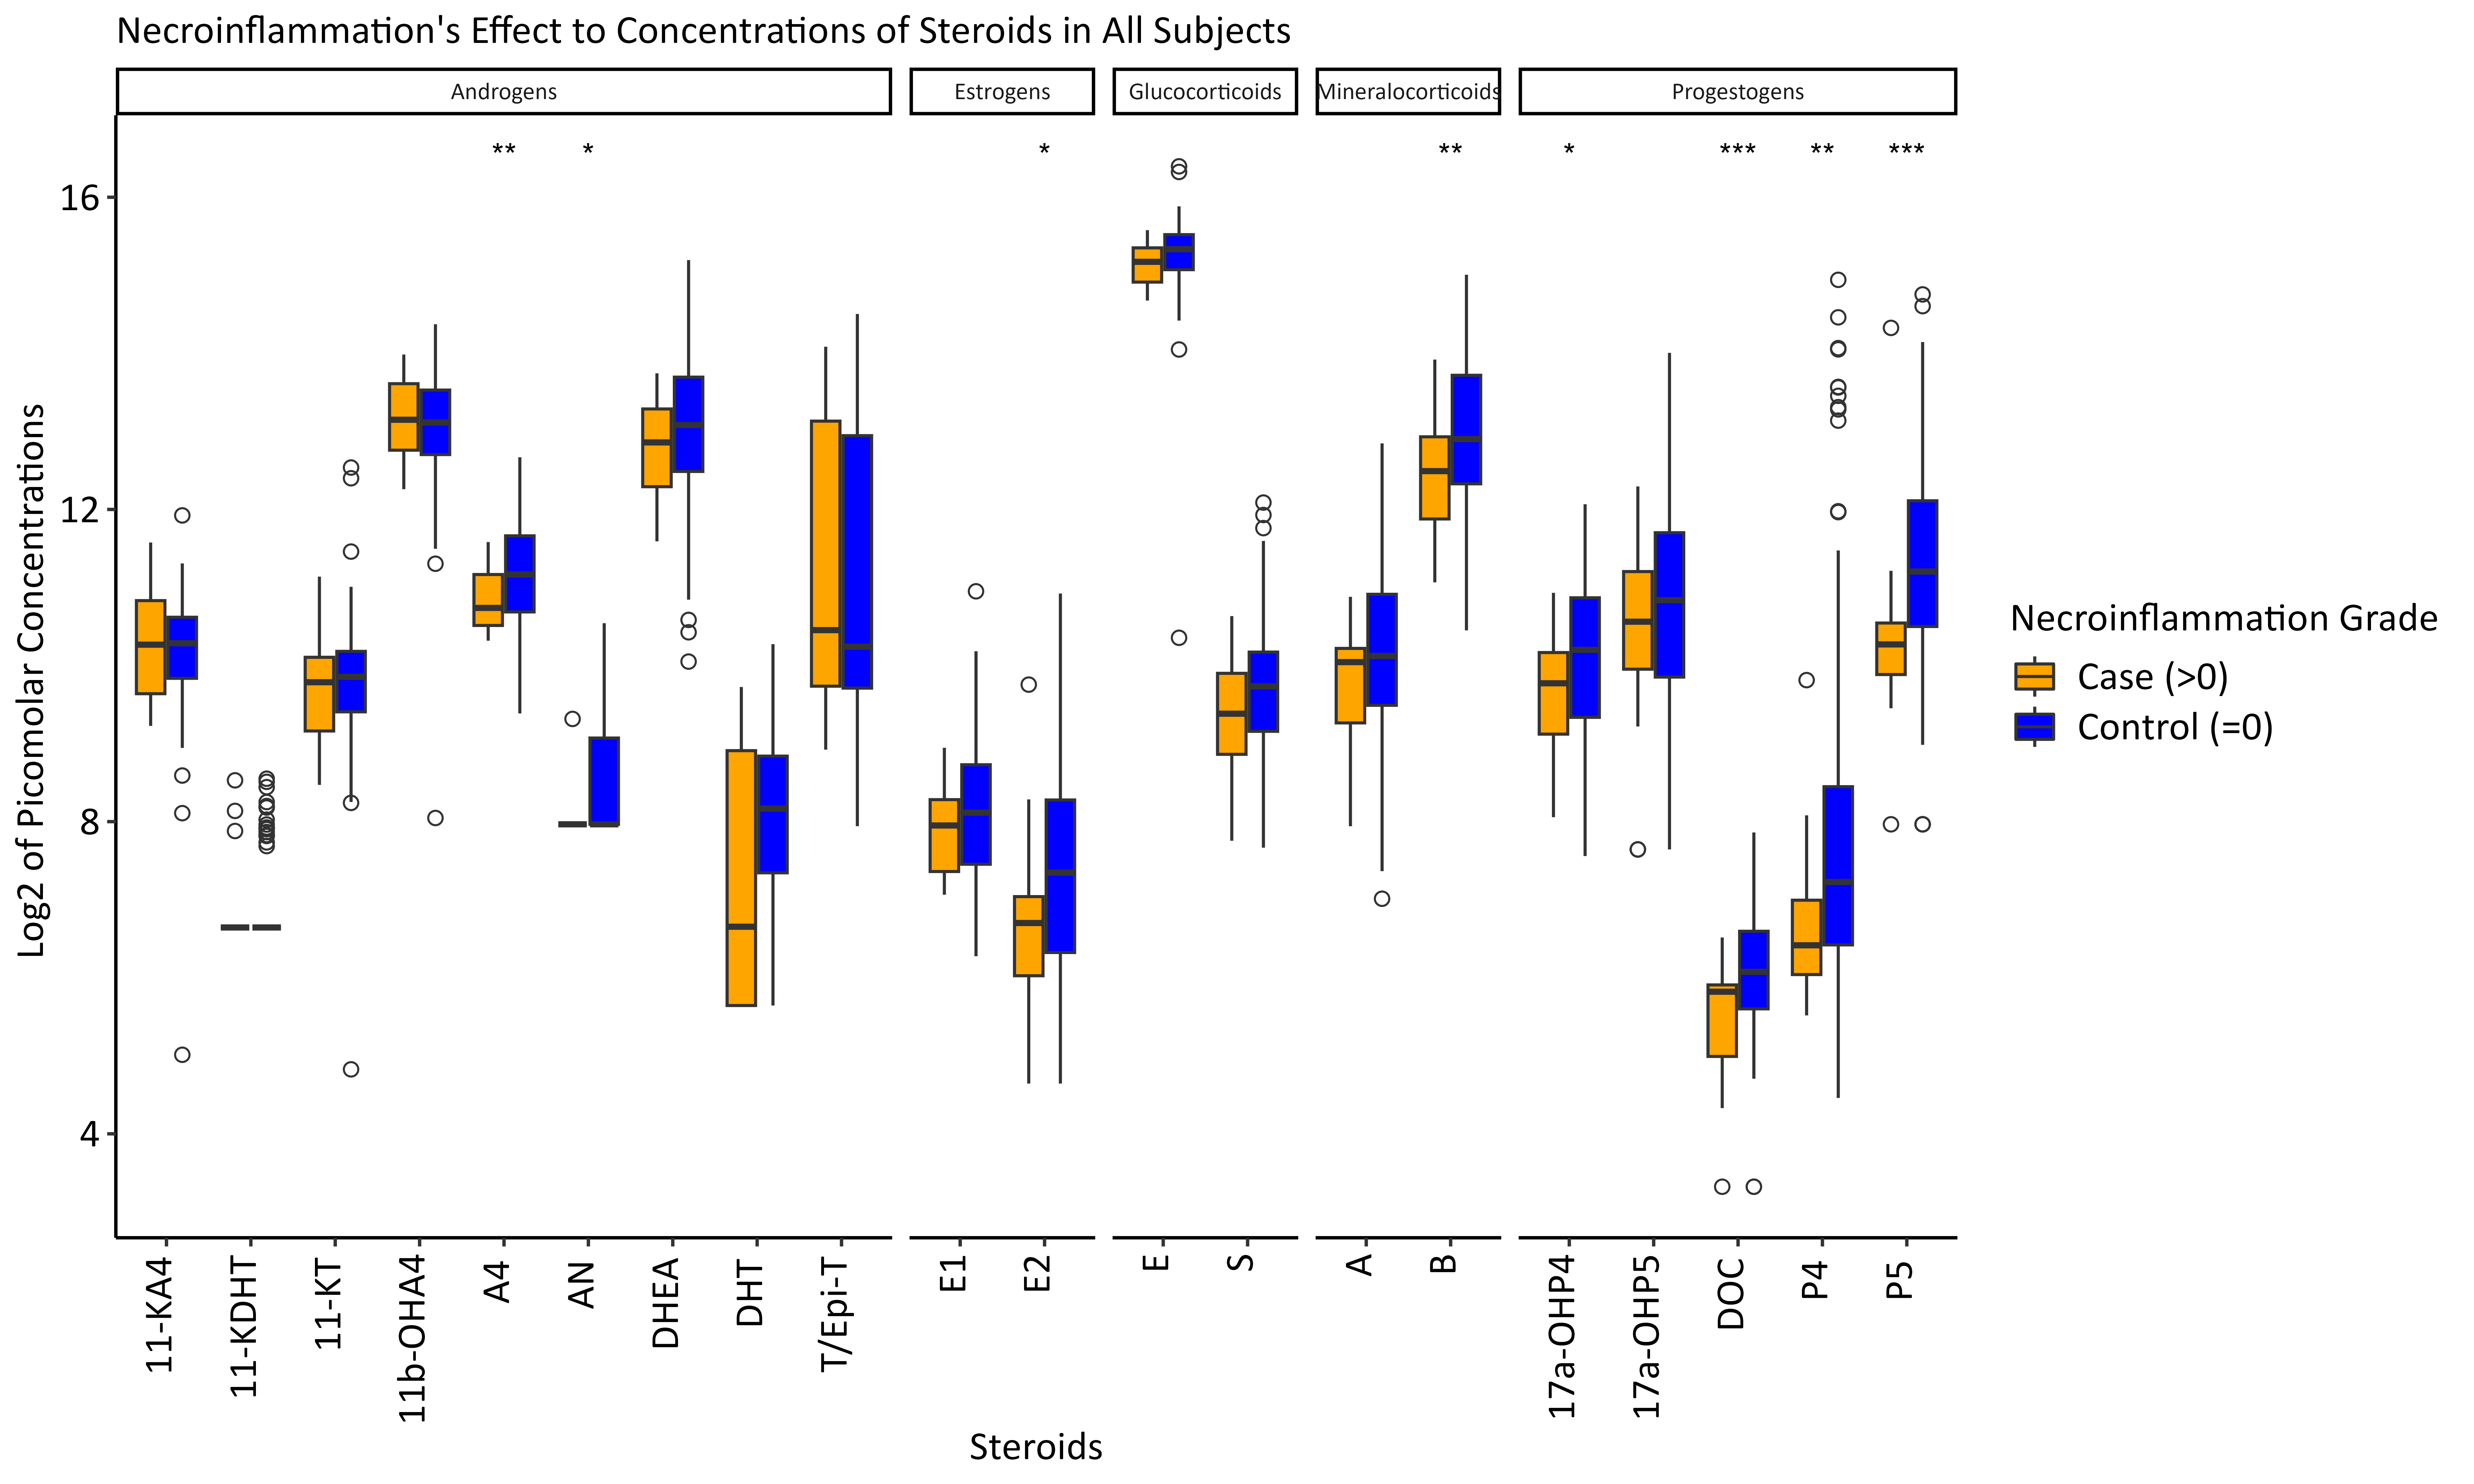 Necroinflammation's Effect to Concentrations of Steroids in All Subjects
Androgens
Estrogens
Glucocorticoids
Mineralocorticoids
Progestogens
** * * ** * *** ** ***
Log2 of Picomolar Concentrations
16
12
8
4
11-KA4
11-KDHT
11-KT
11b-OHA4
A4
AN
DHEA
DHT
T/Epi-T
E1
E2
E
S
A
B
17a-OHP4
17a-OHP5
DOC
P4
P5
Steroids
Necroinflammation Grade
Case (>0)
Control (=0)